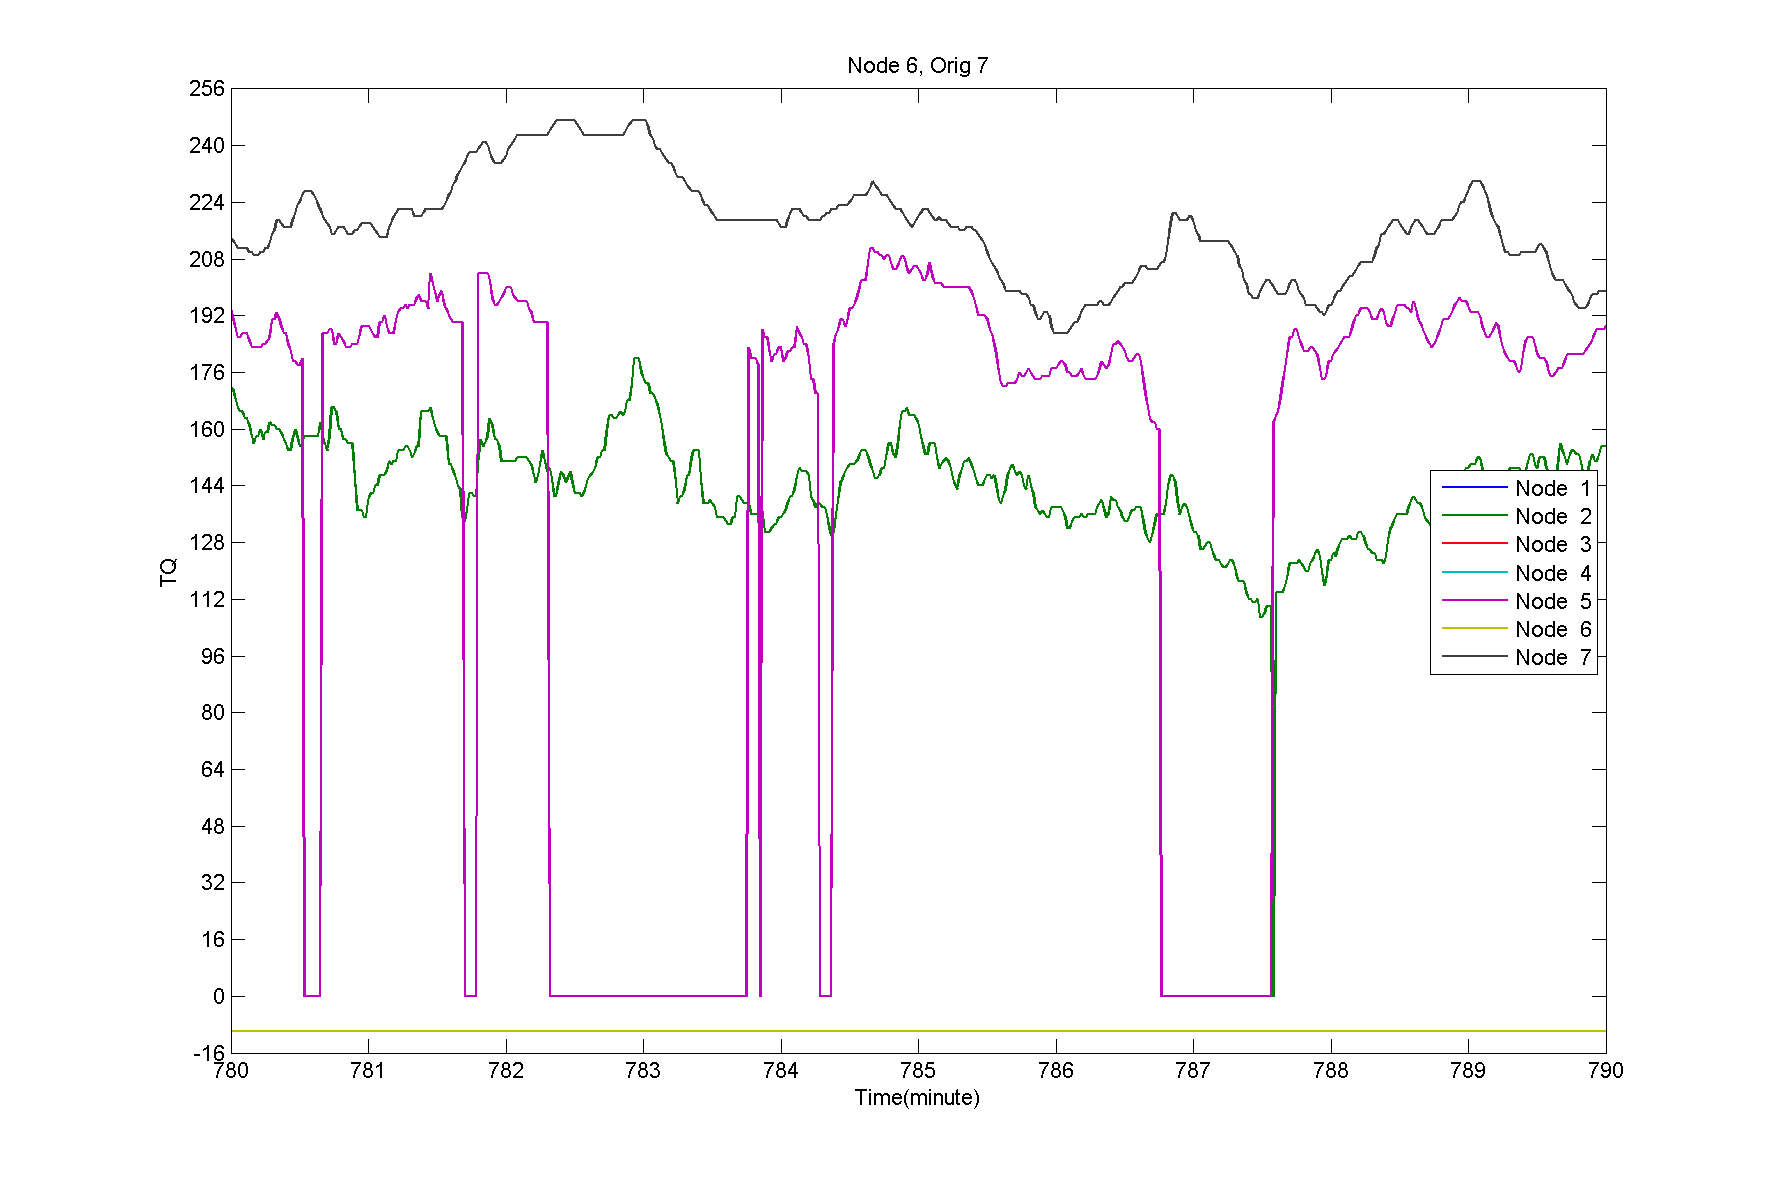 Node 6, Orig 7
256
240
224
208
192
176
160
144
128
112
96
80
64
48
32
16
0
-16
TQ
Node 1
Node 2
Node 3
Node 4
Node 5
Node 6
Node 7
780 781 782 783 784 785 786 787 788 789 790
Time(minute)